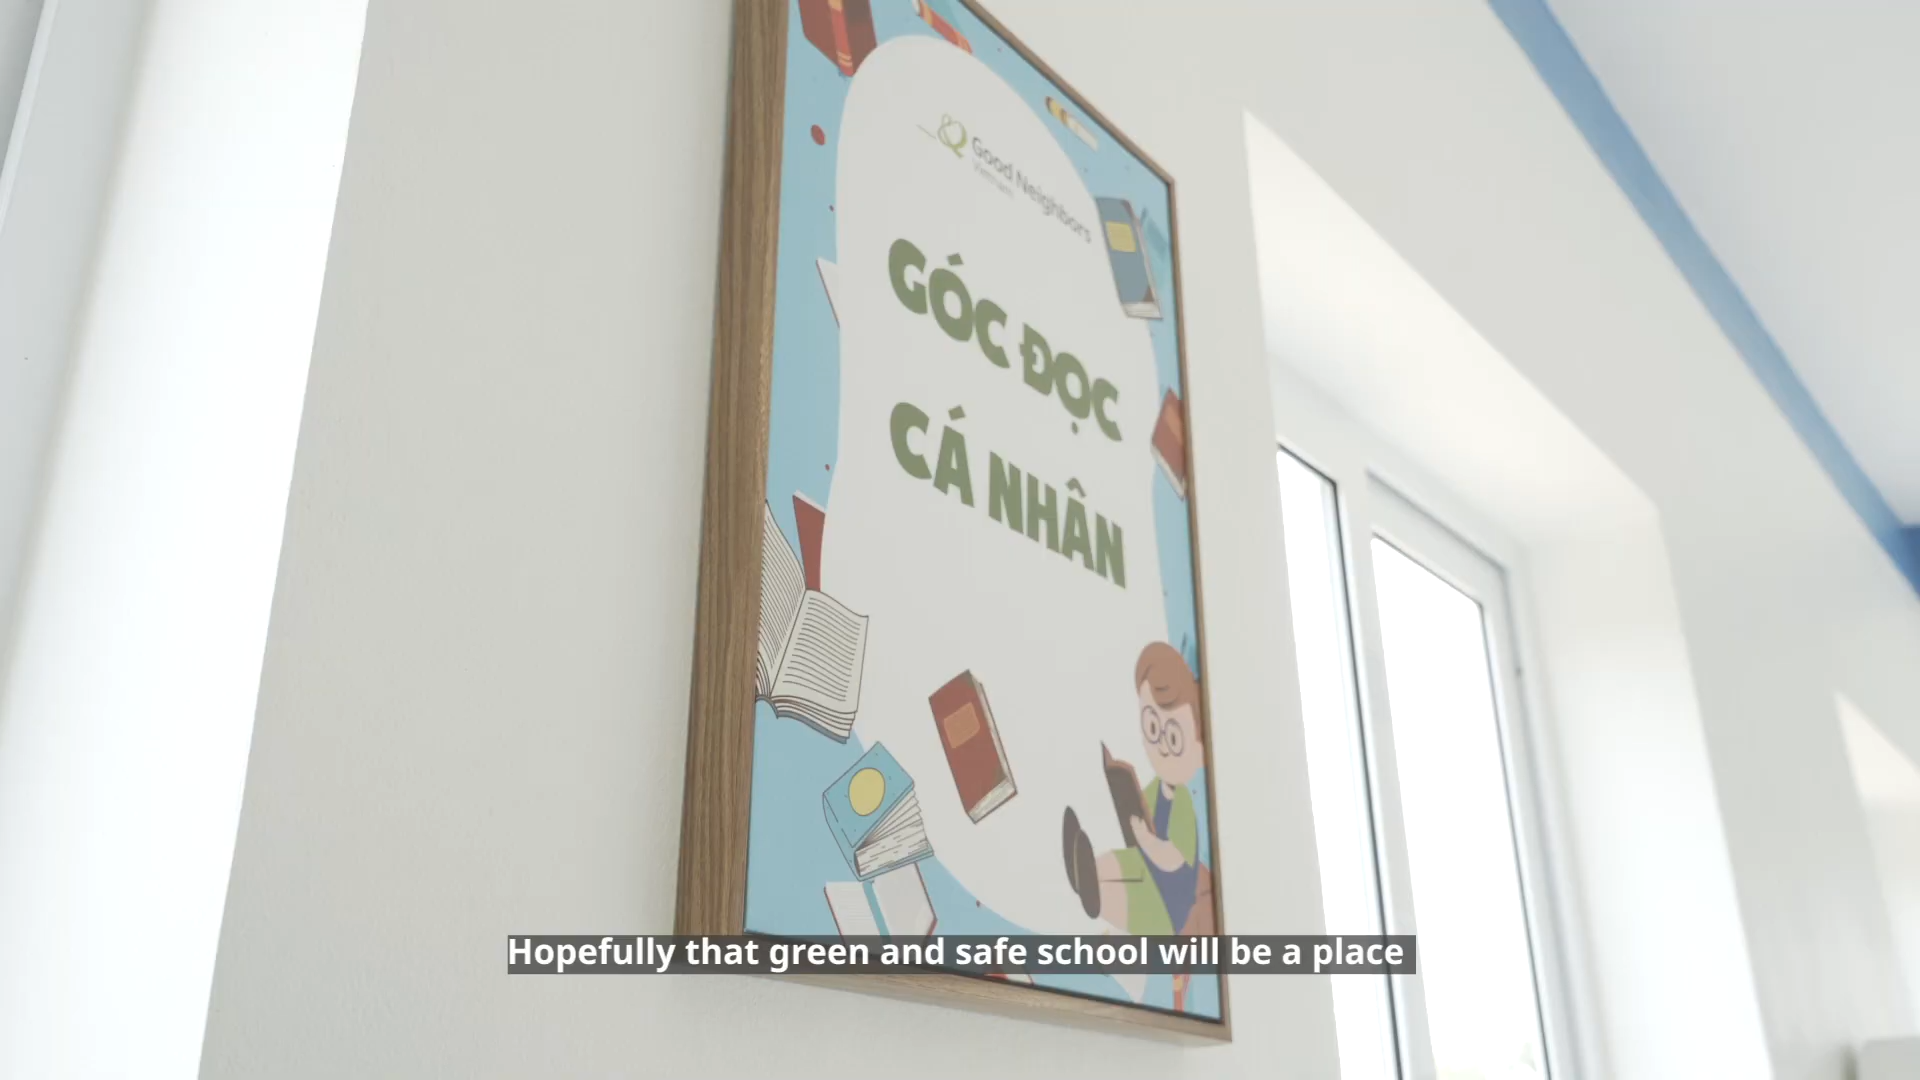 Good Neighbors
Vietnam
GÓC ĐỌC
CÁ NHÂN
Hopefully that green and safe school will be a place